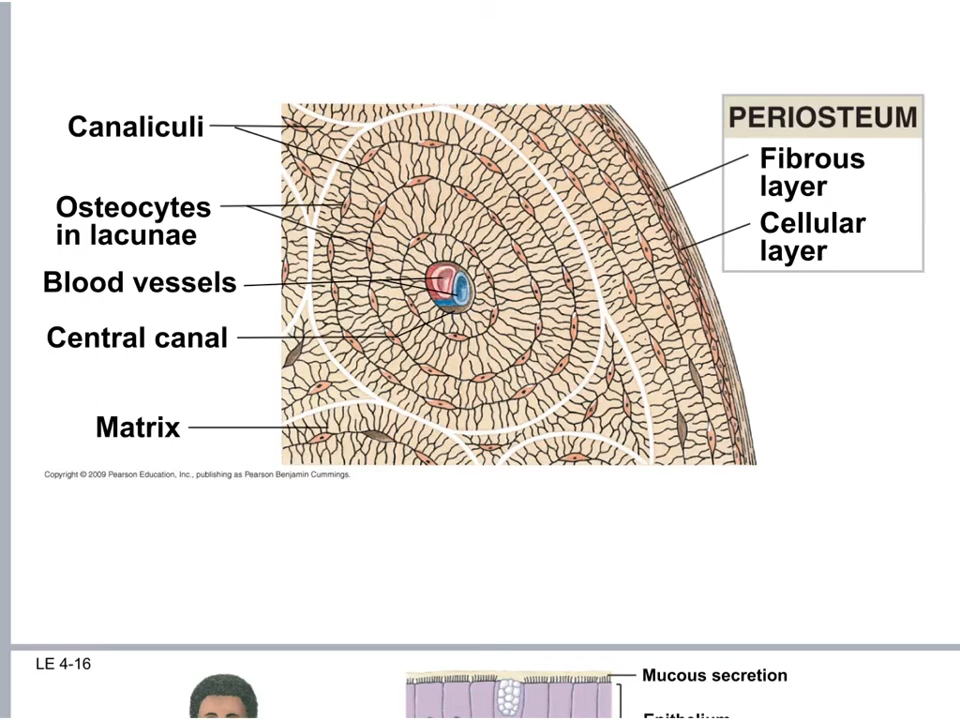 Canaliculi
Osteocytes
in lacunae
Blood vessels
Central canal
Matrix
PERIOSTEUM
Fibrous
layer
Cellular
layer
Copyright © 2009 Pearson Education, Inc., publishing as Pearson Benjamin Cummings.
LE 4-16
Mucous secretion
Epithelium